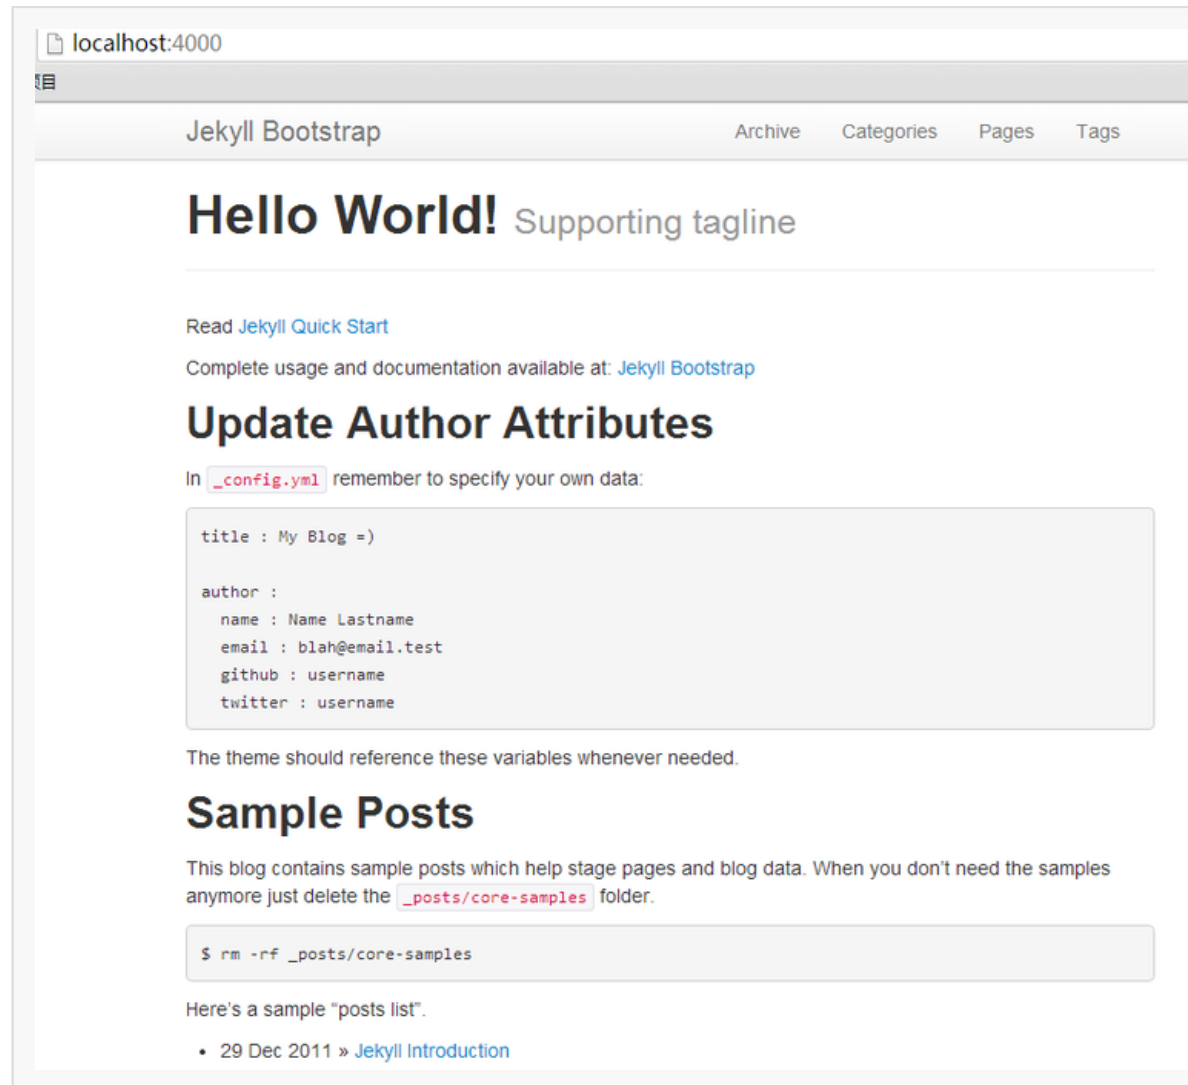 localhost:4000
项目
Jekyll Bootstrap Archive Categories Pages Tags
Hello World! Supporting tagline
Read Jekyll Quick Start
Complete usage and documentation available at: Jekyll Bootstrap
Update Author Attributes
In _config.yml remember to specify your own data:
title : My Blog =)
author :
name : Name Lastname
email : blah@email.test
github : username
twitter : username
The theme should reference these variables whenever needed.
Sample Posts
This blog contains sample posts which help stage pages and blog data. When you don’t need the samples
anymore just delete the _posts/core-samples folder.
$ rm -rf _posts/core-samples
Here’s a sample “posts list”.
• 29 Dec 2011 » Jekyll Introduction